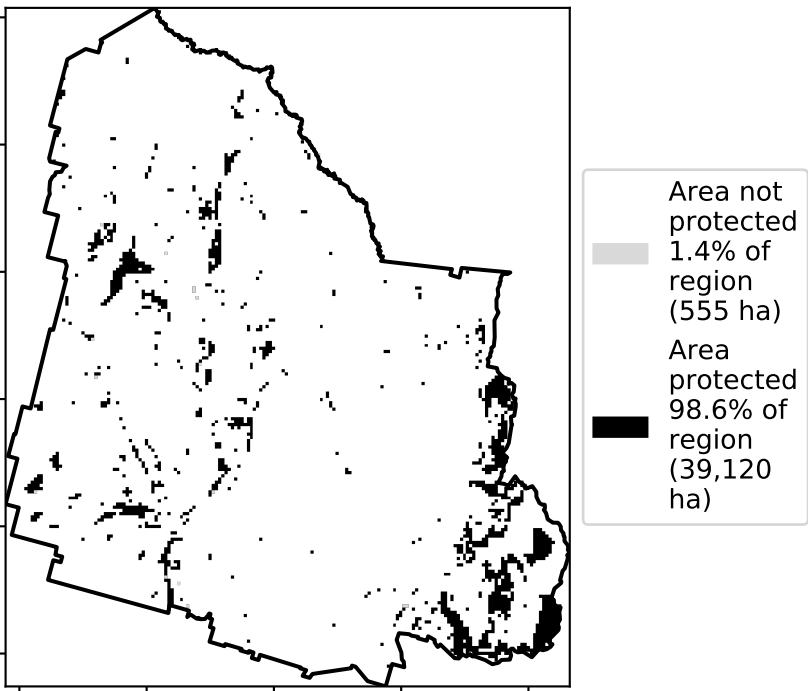 Area not
protected
1.4% of
region
(555 ha)
Area
protected
98.6% of
region
(39,120
ha)